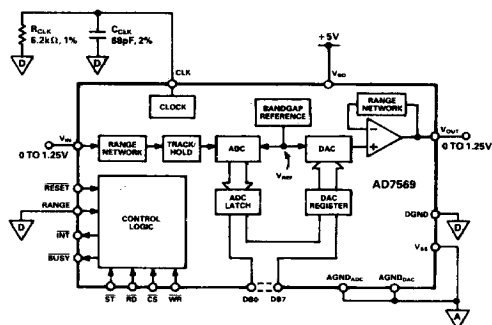 R_CLK
6.2kΩ, 1%
C_CLK
68pF, 2%
D
D
+5V
CLK
V_DD
CLOCK
BANDGAP
REFERENCE
RANGE
NETWORK
V_IN
0 TO 1.25V
RANGE
NETWORK
TRACK/
HOLD
ADC
DAC
−
+
V_OUT
0 TO 1.25V
V_REF
AD7569
RESET
RANGE
INT
BUSY
D
CONTROL
LOGIC
ADC
LATCH
DAC
REGISTER
DGND
D
V_SS
ST
RD
CS
WR
DB0
DB7
AGND_ADC
AGND_DAC
A